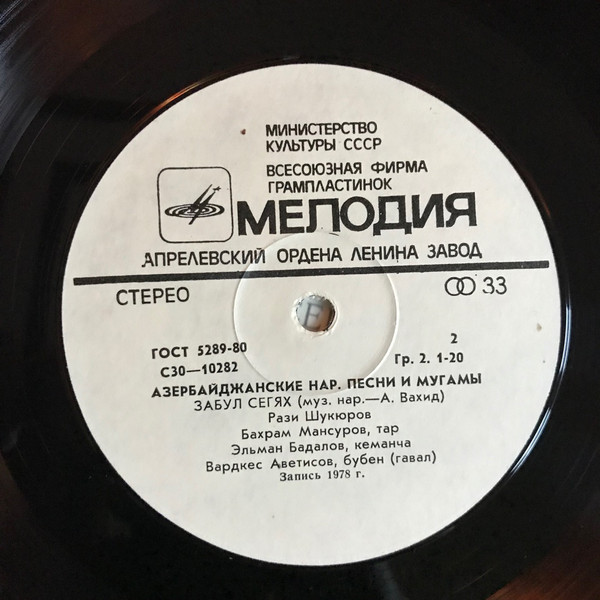 МИНИСТЕРСТВО
КУЛЬТУРЫ СССР
ВСЕСОЮЗНАЯ ФИРМА
ГРАМПЛАСТИНОК
МЕЛОДИЯ
АПРЕЛЕВСКИЙ ОРДЕНА ЛЕНИНА ЗАВОД
СТЕРЕО 33
ГОСТ 5289-80 2
С30—10282 Гр. 2. 1-20
АЗЕРБАЙДЖАНСКИЕ НАР. ПЕСНИ И МУГАМЫ
ЗАБУЛ СЕГЯХ (муз. нар.—А. Вахид)
Рази Шукюров
Бахрам Мансуров, тар
Эльман Бадалов, кеманча
Вардкес Аветисов, бубен (гавал)
Запись 1978 г.